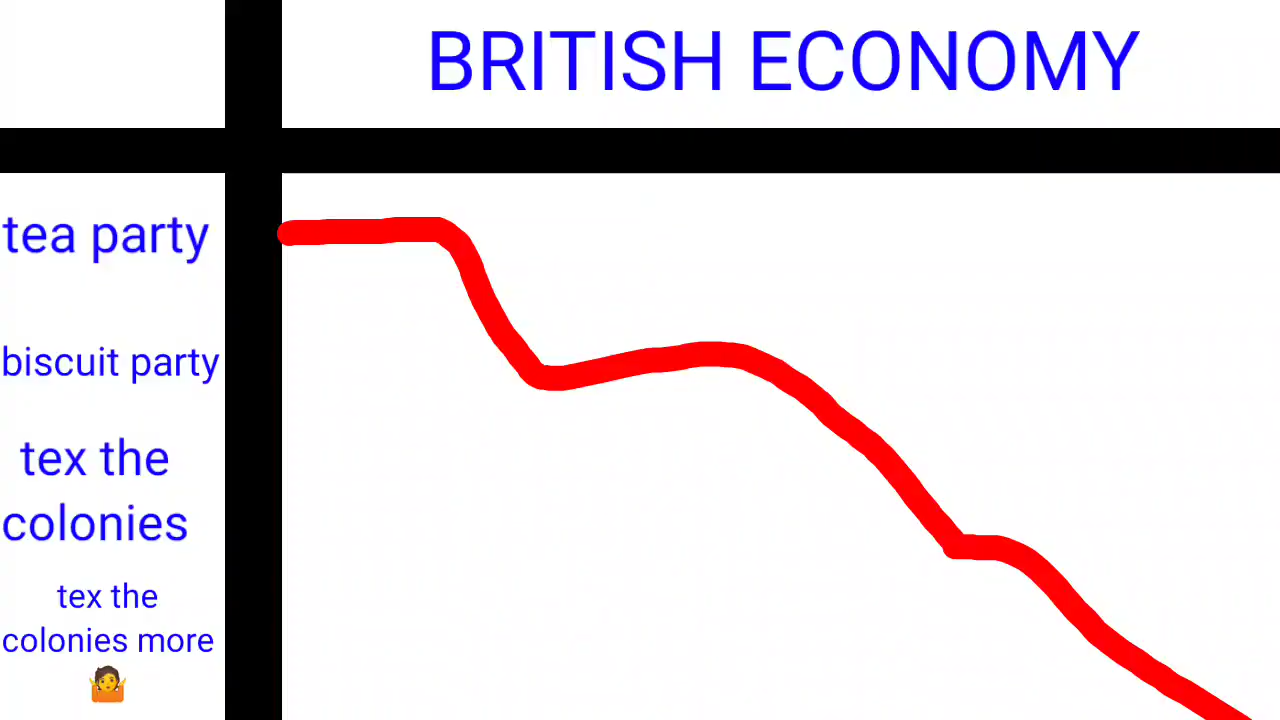 BRITISH ECONOMY
tea party
biscuit party
tex the
colonies
tex the
colonies more
🤷